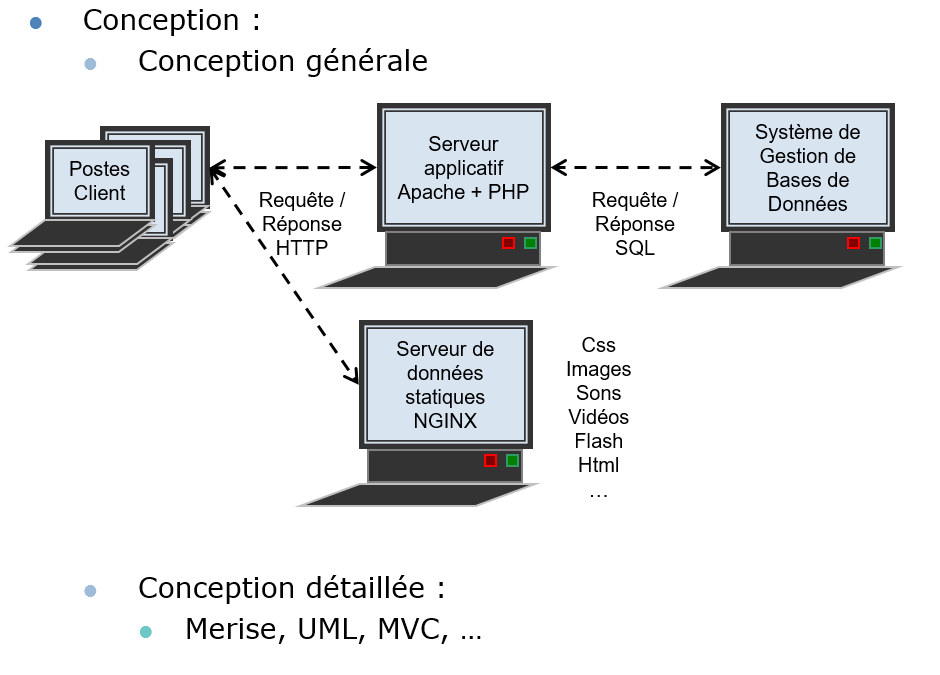 Conception :
Conception générale
Postes
Client
Requête /
Réponse
HTTP
Serveur
applicatif
Apache + PHP
Requête /
Réponse
SQL
Système de
Gestion de
Bases de
Données
Serveur de
données
statiques
NGINX
Css
Images
Sons
Vidéos
Flash
Html
…
Conception détaillée :
Merise, UML, MVC, …